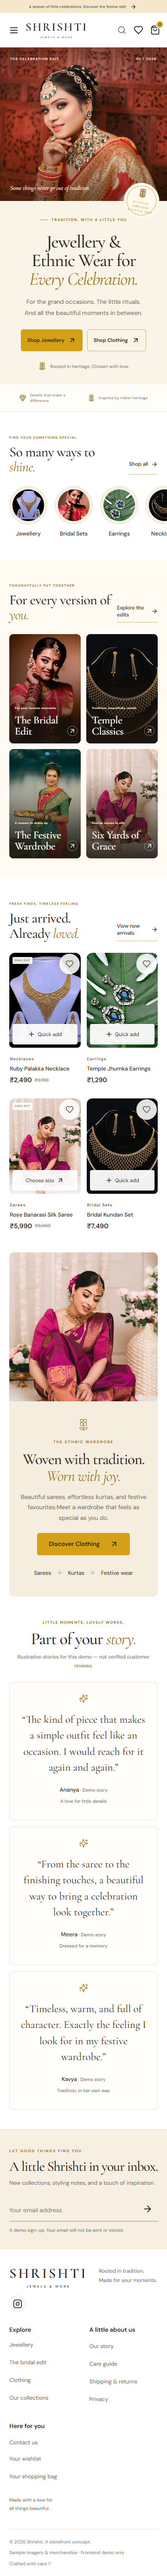 A season of little celebrations. Discover the festive edit →
SHRISHTI
JEWELS & MORE
THE CELEBRATION EDIT
Some things never go out of tradition.
TRADITION, WITH A LITTLE YOU
Jewellery &
Ethnic Wear for
Every Celebration.
For the grand occasions. The little rituals.
And all the beautiful moments in between.
Shop Jewellery
Shop Clothing
Rooted in heritage. Chosen with love.
Details that make a
difference
Inspired by Indian heritage
FIND YOUR SOMETHING SPECIAL
So many ways to
shine.
Shop all
Jewellery
Bridal Sets
Earrings
THOUGHTFULLY PUT TOGETHER
For every version of
you.
Explore the
edits
The Bridal
Edit
Temple
Classics
The Festive
Wardrobe
Six Yards of
Grace
FRESH FINDS, TIMELESS FEELING
Just arrived.
Already loved.
View new
arrivals
Quick add
Quick add
Necklaces
Ruby Palakka Necklace
₹2,490
Earrings
Temple Jhumka Earrings
₹1,290
Choose size
Quick add
Sarees
Rose Banarasi Silk Saree
₹5,990
Bridal Sets
Bridal Kundan Set
₹7,490
THE ETHNIC WARDROBE
Woven with tradition.
Worn with joy.
Beautiful sarees, effortless kurtas, and festive
favourites.Meet a wardrobe that feels as
special as you do.
Discover Clothing
Sarees
Kurtas
Festive wear
LITTLE MOMENTS, LOVELY WORDS.
Part of your story.
Illustrative stories for this demo — not verified customer
reviews.
“The kind of piece that makes
a simple outfit feel like an
occasion. I would reach for it
again and again.”
Ananya · Demo story
A love for little details
“From the saree to the
finishing touches, a beautiful
way to bring a celebration
look together.”
Meera · Demo story
Dressed for a memory
“Timeless, warm, and full of
character. Exactly the feeling I
look for in my festive
wardrobe.”
Kavya · Demo story
Tradition, in her own way
LET GOOD THINGS FIND YOU
A little Shrishti in your inbox.
New collections, styling notes, and a touch of inspiration.
Your email address
A demo sign-up. Your email will not be sent or stored.
SHRISHTI
JEWELS & MORE
Rooted in tradition.
Made for your moments.
Explore
Jewellery
The bridal edit
Clothing
Our collections
A little about us
Our story
Care guide
Shipping & returns
Privacy
Here for you
Contact us
Your wishlist
Your shopping bag
Made with a love for
all things beautiful.
© 2026 Shrishti. A storefront concept.
Sample imagery & merchandise · Frontend demo only
Crafted with care